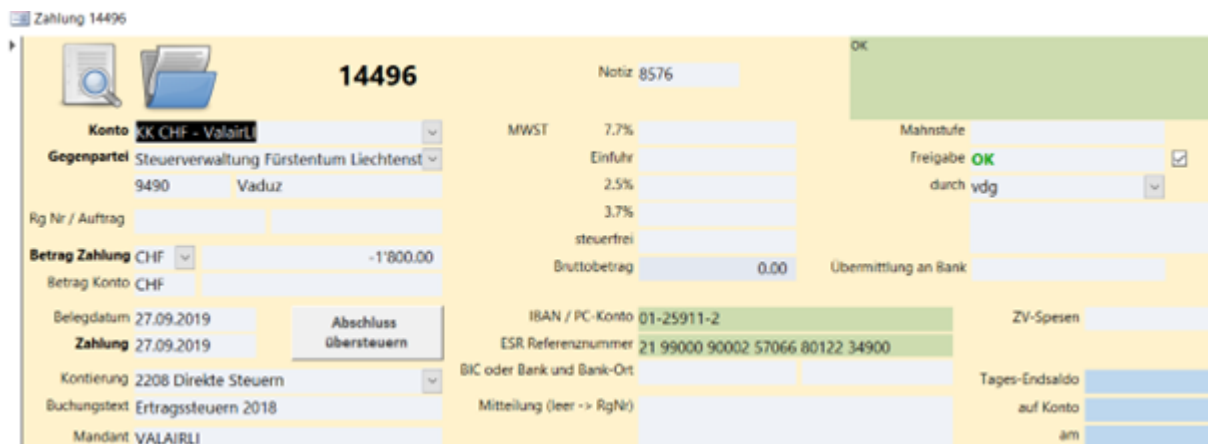 Zahlung 14496
14496
Notiz 8576
OK
Konto KK CHF - ValairLI
MWST 7.7%
Mahnstufe
Gegenpartei Steuerverwaltung Fürstentum Liechtenst
Einfuhr
Freigabe OK
9490 Vaduz
2.5%
durch vdg
Rg Nr / Auftrag
3.7%
steuerfrei
Betrag Zahlung CHF -1'800.00
Bruttobetrag 0.00
Übermittlung an Bank
Betrag Konto CHF
Belegdatum 27.09.2019
Abschluss
übersteuern
IBAN / PC-Konto 01-25911-2
ZV-Spesen
Zahlung 27.09.2019
ESR Referenznummer 21 99000 90002 57066 80122 34900
Kontierung 2208 Direkte Steuern
BIC oder Bank und Bank-Ort
Tages-Endsaldo
Buchungstext Ertragssteuern 2018
Mitteilung (leer -> RgNr)
auf Konto
Mandant VALAIRLI
am